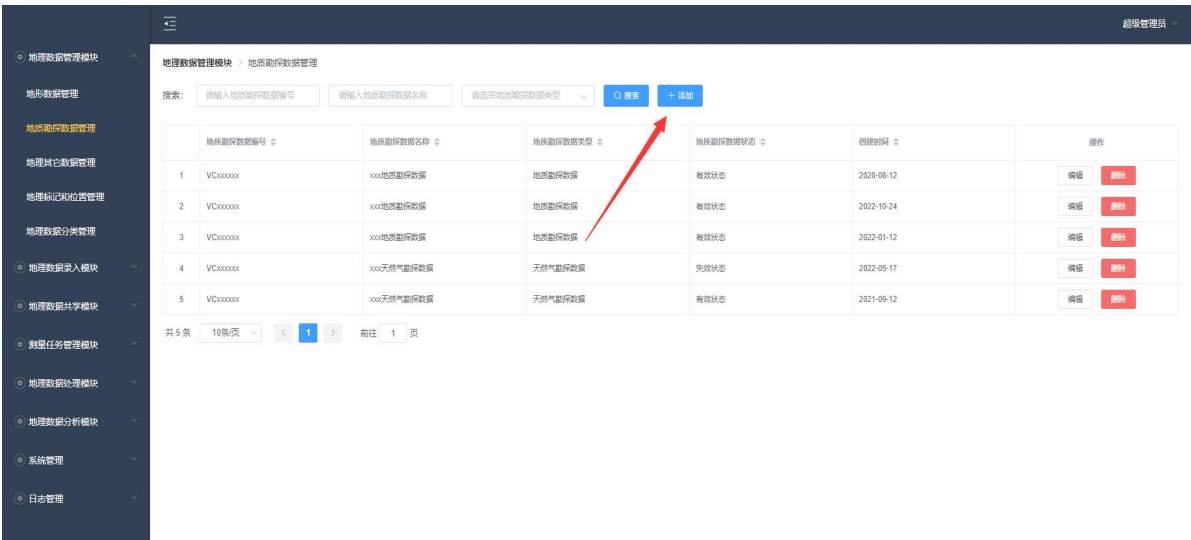 超级管理员
地理数据管理模块
地形数据管理
地质勘探数据管理
地理其它数据管理
地理标记和位置管理
地理数据分类管理
地理数据录入模块
地理数据共字模块
测量任务管理模块
地理数据处理模块
地理数据分析模块
系统管理
日志管理
地理数据管理模块 > 地质勘探数据管理
搜索: 请输入地质勘探数据编号 请输入地质勘探数据名称 请选择地质勘探数据类型 搜索 + 添加
地质勘探数据编号 地质勘探数据名称 地质勘探数据类型 地质勘探数据状态 创建时间 操作
1 VCxxxxxx xxx地质勘探数据 地质勘探数据 有效状态 2020-08-12 编辑 删除
2 VCxxxxxx xxx地质勘探数据 地质勘探数据 有效状态 2022-10-24 编辑 删除
3 VCxxxxxx xxx地质勘探数据 地质勘探数据 有效状态 2022-01-12 编辑 删除
4 VCxxxxxx xxx天然气勘探数据 天然气勘探数据 失效状态 2022-05-17 编辑 删除
5 VCxxxxxx xxx天然气勘探数据 天然气勘探数据 有效状态 2021-09-12 编辑 删除
共 5 条 10条/页 < 1 > 前往 1 页